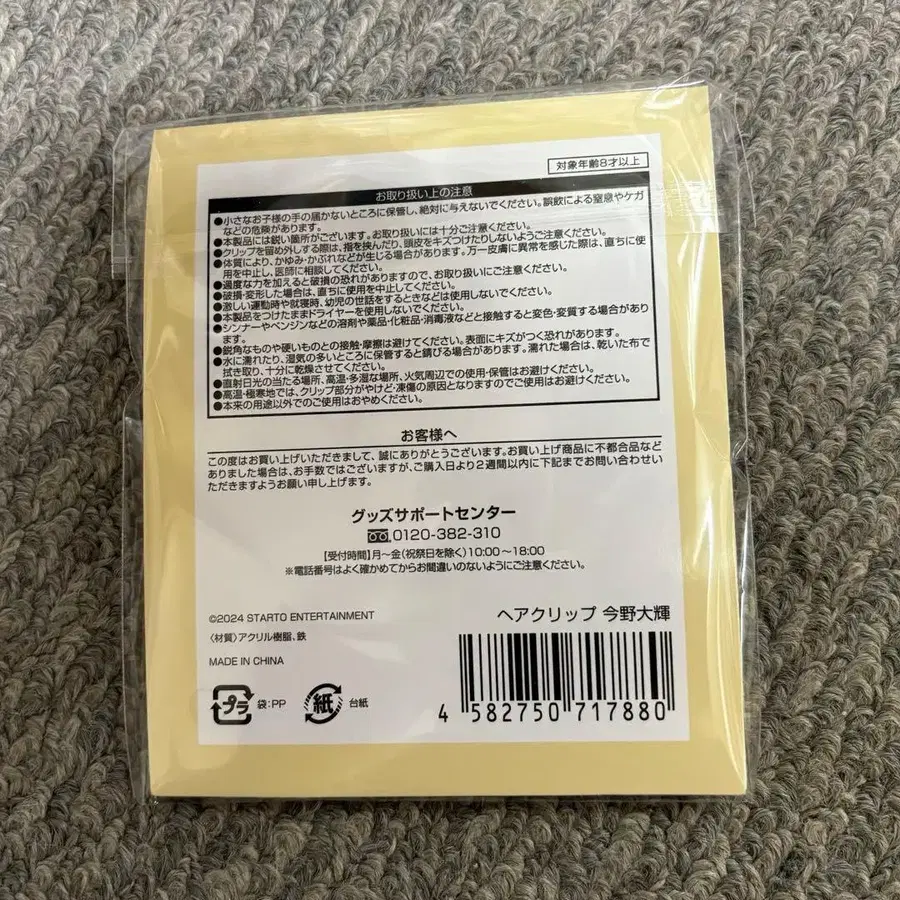 対象年齢8才以上
お取り扱い上の注意
●小さなお子様の手の届かないところに保管し、絶対に与えないでください。誤飲による窒息やケガ
などの危険があります。
●本製品には鋭い箇所がございます。お取り扱いには十分ご注意ください。
●クリップを留め外しする際は、指を挟んだり、頭皮をキズつけたりしないようご注意ください。
●体質により、かゆみ・かぶれなどが生じる場合があります。万一皮膚に異常を感じた際は、直ちに使
用を中止し、医師に相談してください。
●過度な力を加えると破損の恐れがありますので、お取り扱いにご注意ください。
●破損・変形した場合は、直ちに使用を中止してください。
●激しい運動時や就寝時、幼児の世話をするときなどは使用しないでください。
●本製品をつけたままドライヤーを使用しないでください。
●シンナーやベンジンなどの溶剤や薬品・化粧品・消毒液などと接触すると変色・変質する場合があり
ます。
●鋭角なものや硬いものとの接触・摩擦は避けてください。表面にキズがつく恐れがあります。
●水に濡れたり、湿気の多いところに保管すると錆びる場合があります。濡れた場合は、乾いた布で
拭き取り、十分に乾燥させてください。
●直射日光の当たる場所、高温・多湿な場所、火気周辺での使用・保管はお避けください。
●高温・極寒地では、クリップ部分がやけど・凍傷の原因となりますのでご使用はお避けください。
●本来の用途以外でのご使用はおやめください。
お客様へ
この度はお買い上げいただきまして、誠にありがとうございます。お買い上げ商品に不都合品など
ありました場合は、お手数ではございますが、ご購入日より2週間以内に下記までお問い合わせい
ただきますようお願い申し上げます。
グッズサポートセンター
0120-382-310
【受付時間】月〜金(祝祭日を除く)10:00〜18:00
※電話番号はよく確かめてからお間違いのないようにご注意ください。
©2024 STARTO ENTERTAINMENT
〈材質〉アクリル樹脂、鉄
MADE IN CHINA
プラ 袋:PP 紙 台紙
ヘアクリップ 今野大輝
4 582750 717880